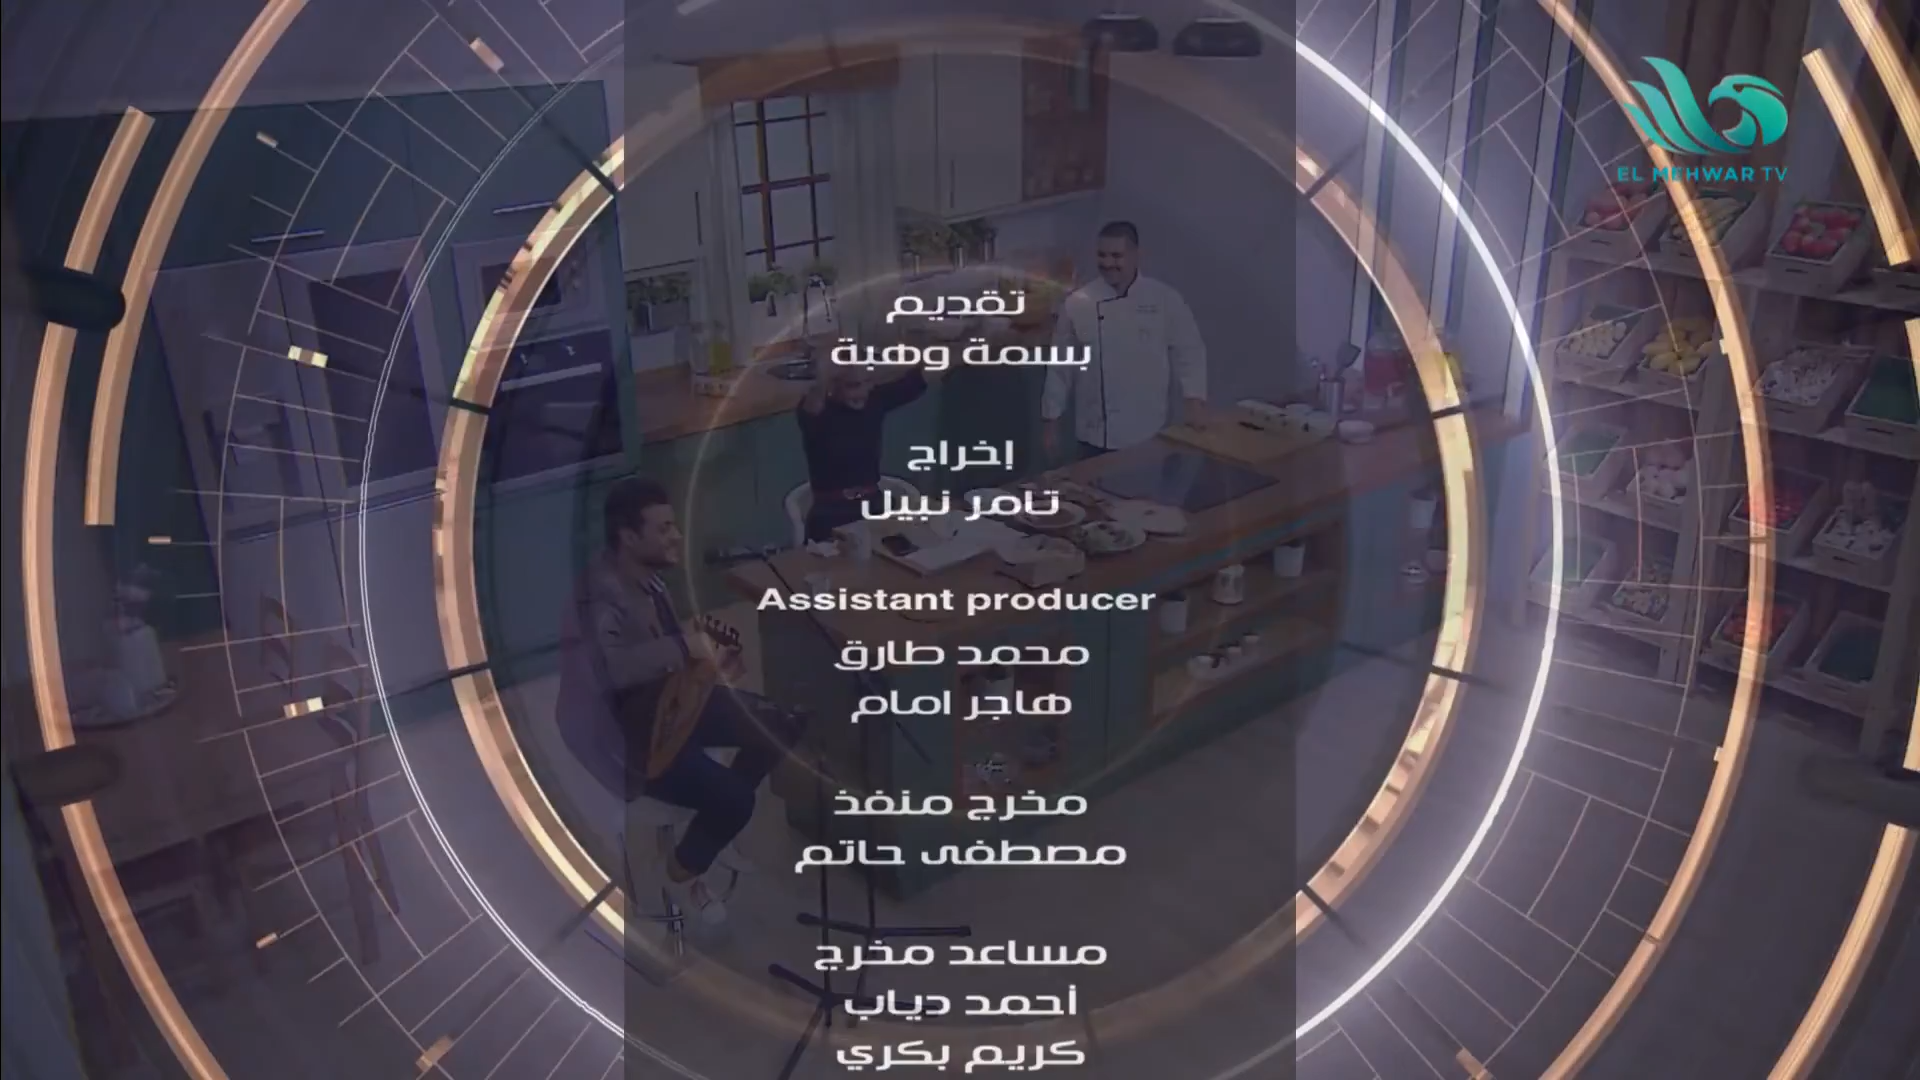 EL MEHWAR TV
تقديم
بسمة وهبة
إخراج
تامر نبيل
Assistant producer
محمد طارق
هاجر امام
مخرج منفذ
مصطفى حاتم
مساعد مخرج
أحمد دياب
كريم بكري